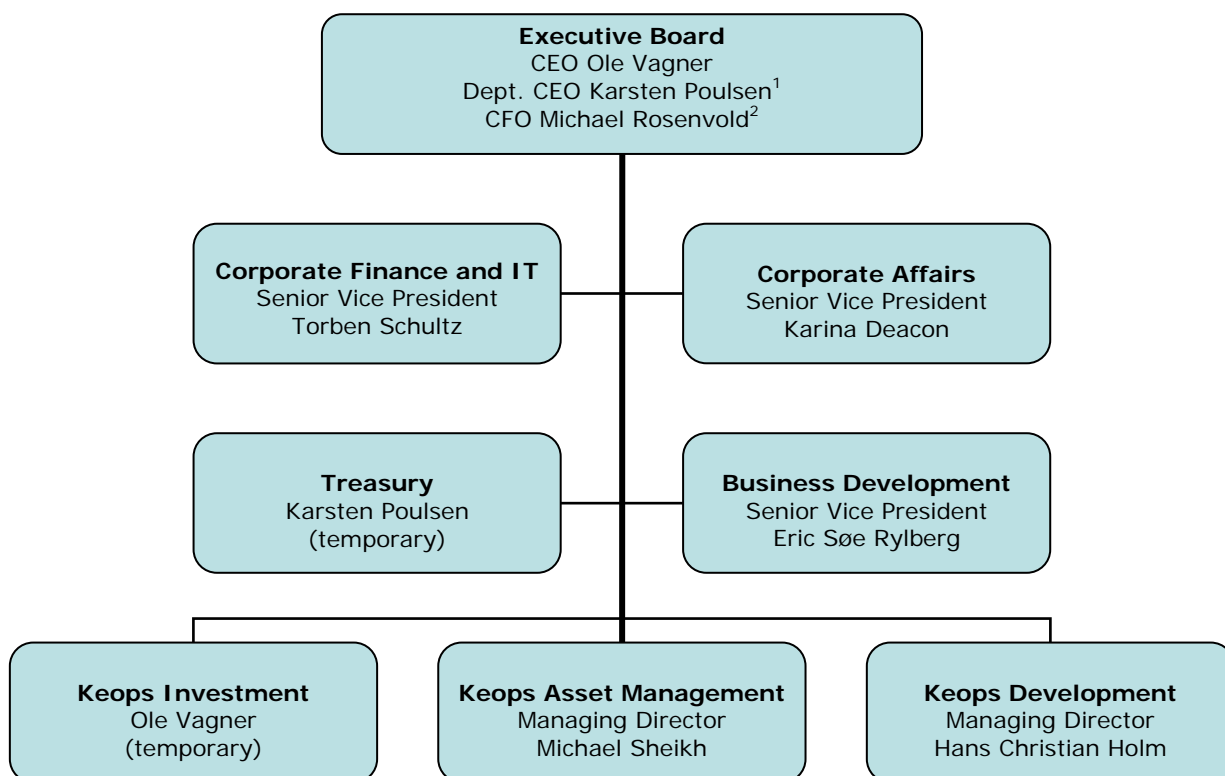 Executive Board
CEO Ole Vagner
Dept. CEO Karsten Poulsen¹
CFO Michael Rosenvold²
Corporate Finance and IT
Senior Vice President
Torben Schultz
Corporate Affairs
Senior Vice President
Karina Deacon
Treasury
Karsten Poulsen
(temporary)
Business Development
Senior Vice President
Eric Søe Rylberg
Keops Investment
Ole Vagner
(temporary)
Keops Asset Management
Managing Director
Michael Sheikh
Keops Development
Managing Director
Hans Christian Holm